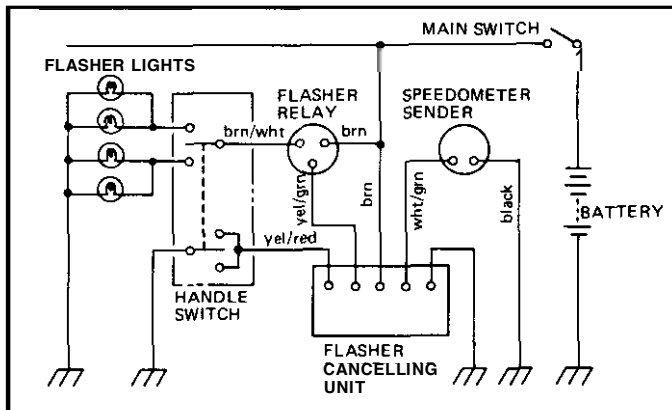 MAIN SWITCH
FLASHER LIGHTS
FLASHER
RELAY
SPEEDOMETER
SENDER
brn/wht
brn
yel/grn
brn
wht/grn
black
BATTERY
yel/red
HANDLE
SWITCH
FLASHER
CANCELLING
UNIT